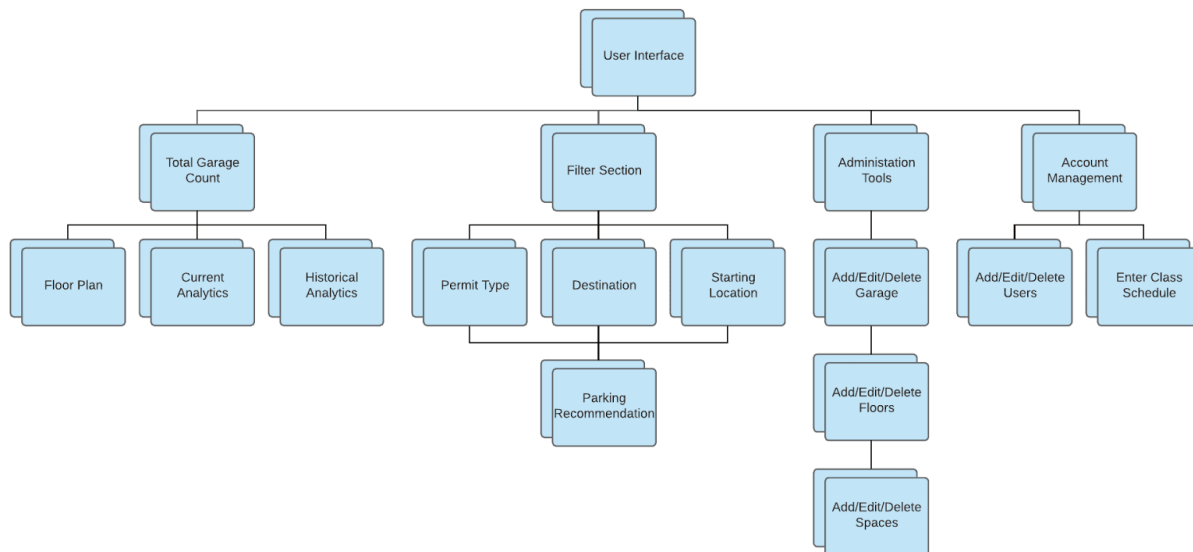 User Interface
Total Garage
Count
Filter Section
Administation
Tools
Account
Management
Floor Plan
Current
Analytics
Historical
Analytics
Permit Type
Destination
Starting
Location
Add/Edit/Delete
Garage
Add/Edit/Delete
Users
Enter Class
Schedule
Parking
Recommendation
Add/Edit/Delete
Floors
Add/Edit/Delete
Spaces